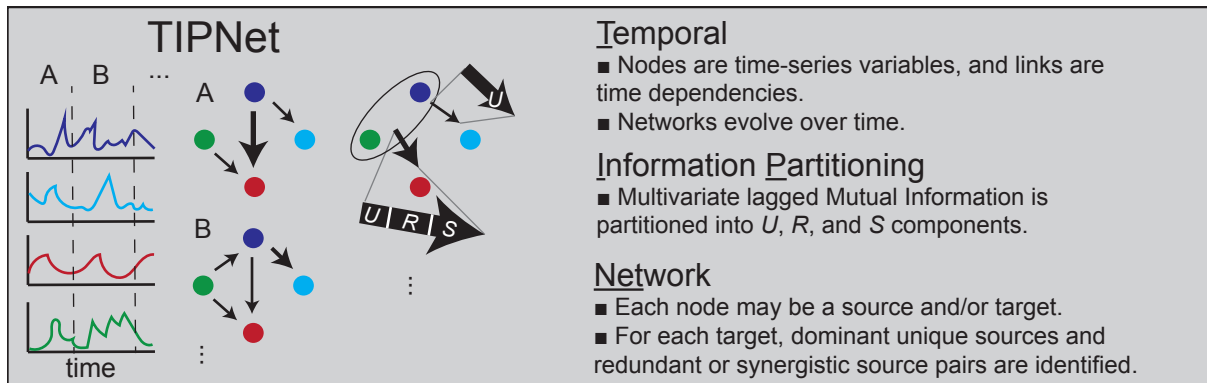 TIPNet
A B ...
A
B
time
U
U R S
Temporal
■ Nodes are time-series variables, and links are
time dependencies.
■ Networks evolve over time.
Information Partitioning
■ Multivariate lagged Mutual Information is
partitioned into U, R, and S components.
Network
■ Each node may be a source and/or target.
■ For each target, dominant unique sources and
redundant or synergistic source pairs are identified.